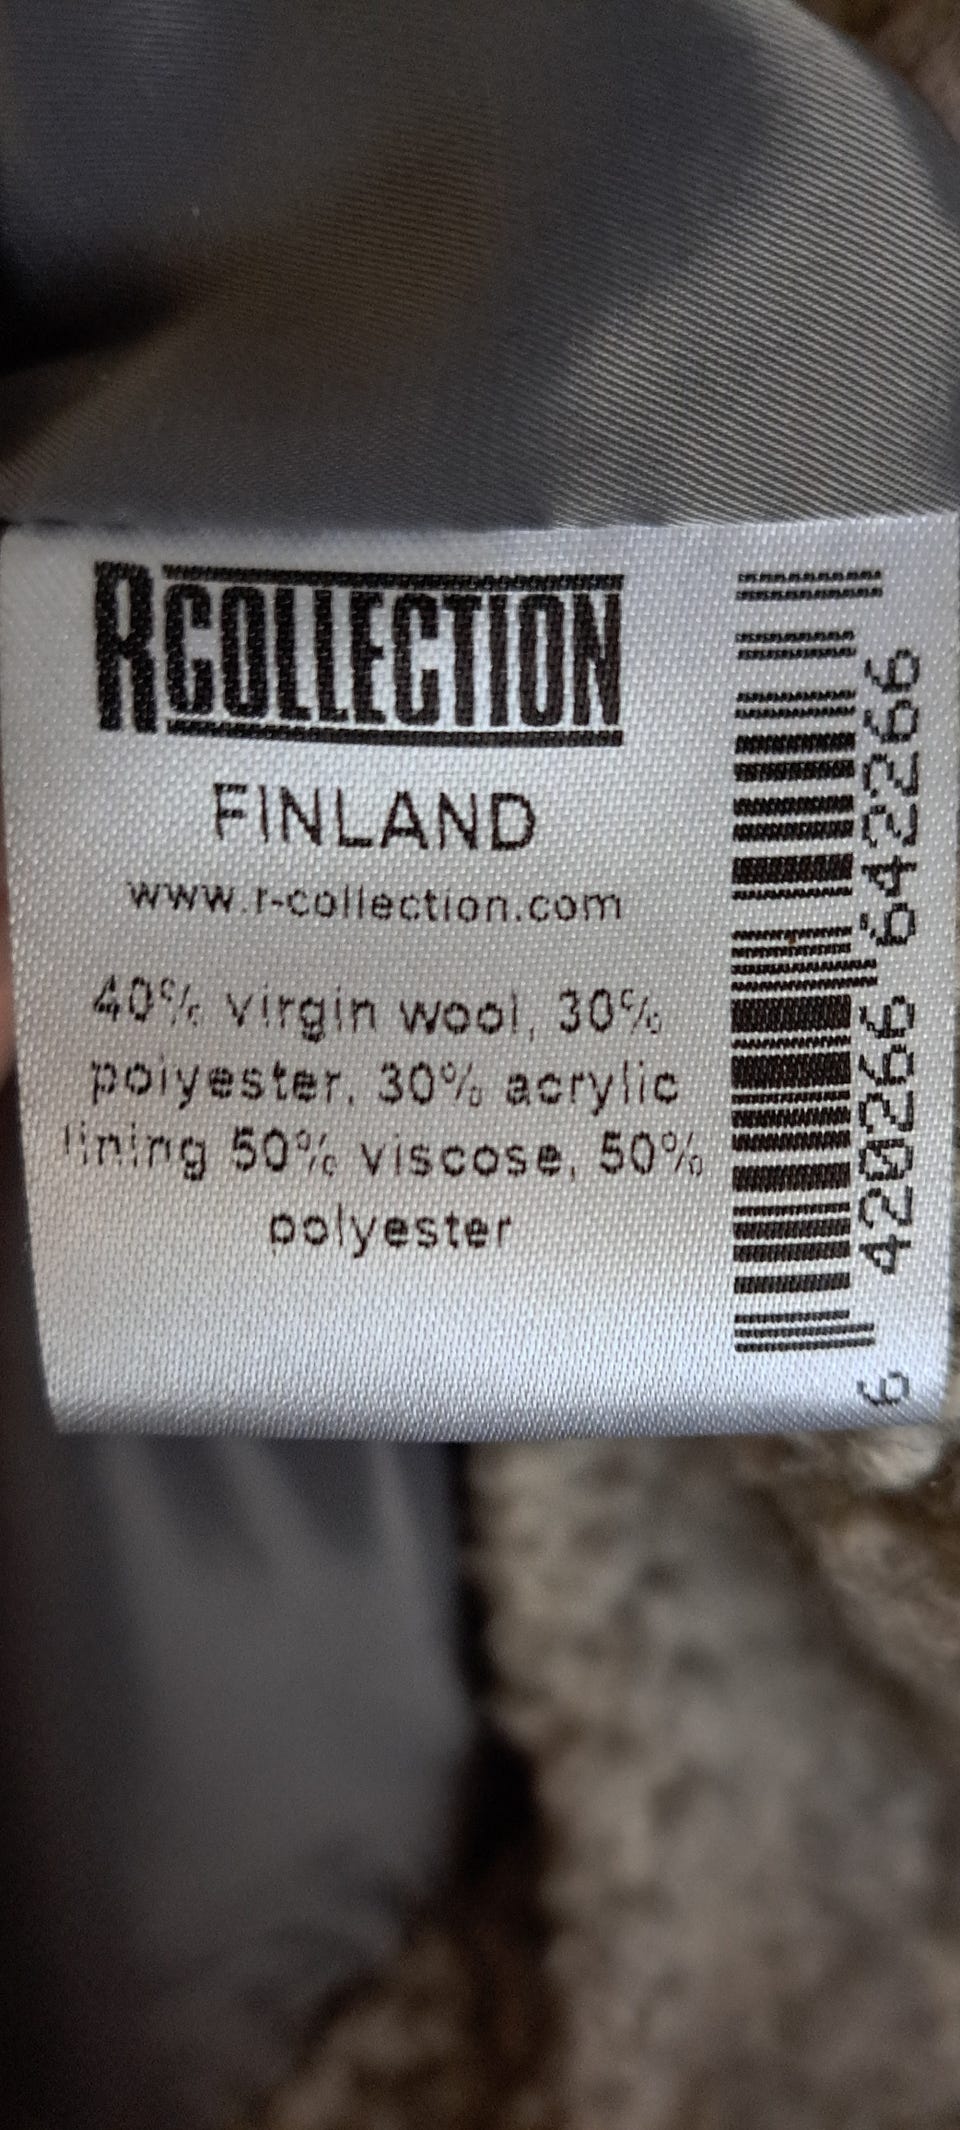 RCOLLECTION
FINLAND
www.r-collection.com
40% virgin wool, 30%
polyester, 30% acrylic
lining 50% viscose, 50%
polyester
6 420266 642266